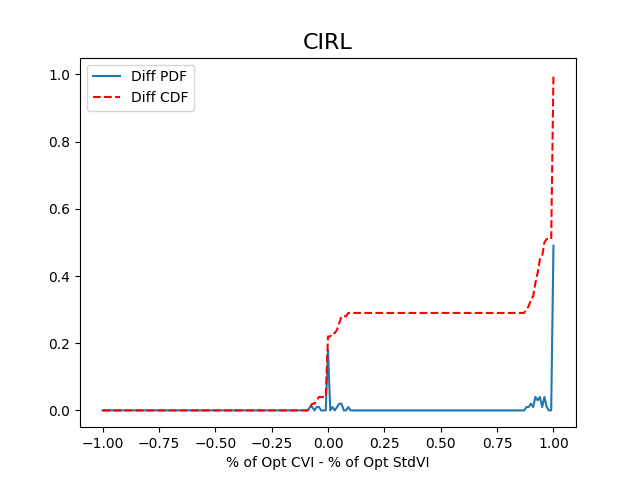 CIRL
Diff PDF
Diff CDF
1.0
0.8
0.6
0.4
0.2
0.0
−1.00 −0.75 −0.50 −0.25 0.00 0.25 0.50 0.75 1.00
% of Opt CVI - % of Opt StdVI